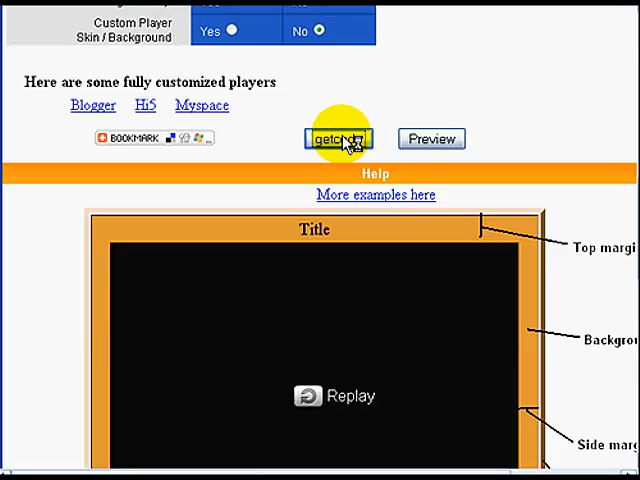 Custom Player
Skin / Background
Yes
No
Here are some fully customized players
Blogger Hi5 Myspace
BOOKMARK
Preview
Help
More examples here
Title
Top margi
Backgrou
Replay
Side marg